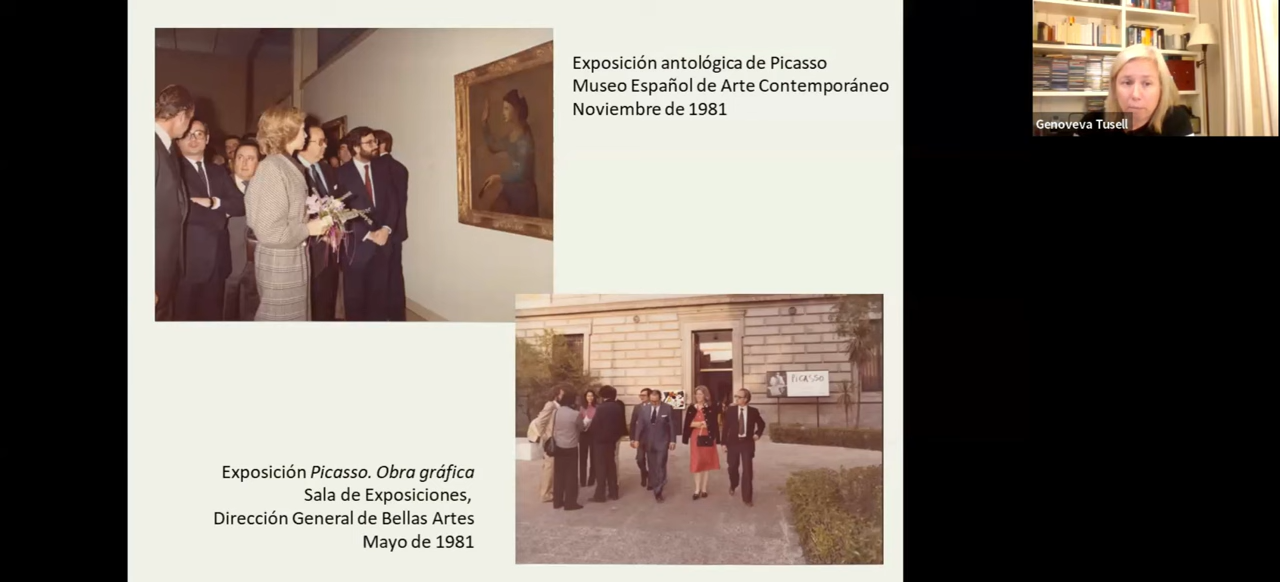 Exposición antológica de Picasso
Museo Español de Arte Contemporáneo
Noviembre de 1981
Genoveva Tusell
PICASSO
Exposición Picasso. Obra gráfica
Sala de Exposiciones,
Dirección General de Bellas Artes
Mayo de 1981